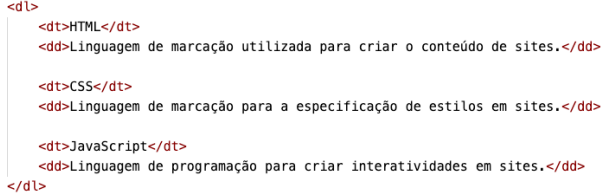 <dl>
<dt>HTML</dt>
<dd>Linguagem de marcação utilizada para criar o conteúdo de sites.</dd>
<dt>CSS</dt>
<dd>Linguagem de marcação para a especificação de estilos em sites.</dd>
<dt>JavaScript</dt>
<dd>Linguagem de programação para criar interatividades em sites.</dd>
</dl>